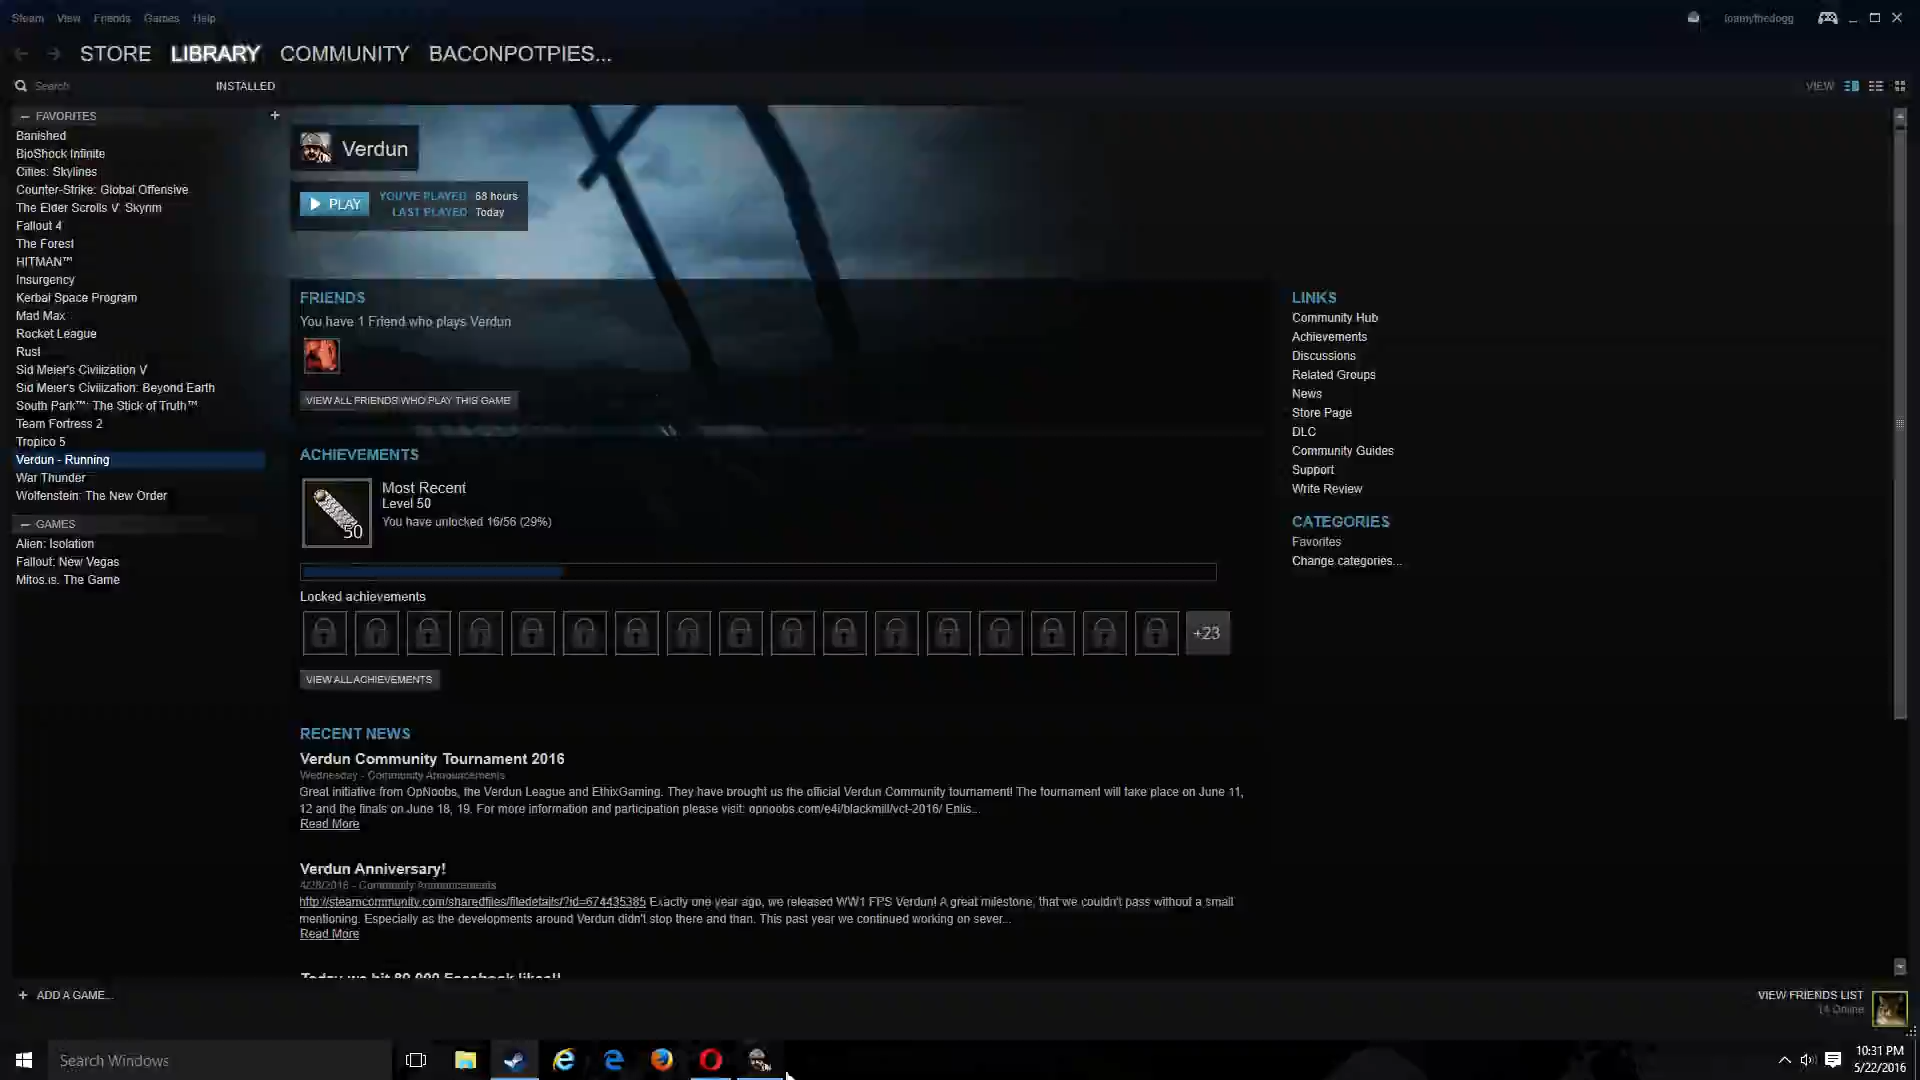 Steam View Friends Games Help
loamythedogg
STORE LIBRARY COMMUNITY BACONPOTPIES...
Search
INSTALLED
VIEW
— FAVORITES +
Banished
BioShock Infinite
Cities: Skylines
Counter-Strike: Global Offensive
The Elder Scrolls V: Skyrim
Fallout 4
The Forest
HITMAN™
Insurgency
Kerbal Space Program
Mad Max
Rocket League
Rust
Sid Meier's Civilization V
Sid Meier's Civilization: Beyond Earth
South Park™: The Stick of Truth™
Team Fortress 2
Tropico 5
Verdun - Running
War Thunder
Wolfenstein: The New Order
— GAMES
Alien: Isolation
Fallout: New Vegas
Mitos.is: The Game
Verdun
PLAY
YOU'VE PLAYED 68 hours
LAST PLAYED Today
FRIENDS
You have 1 Friend who plays Verdun
VIEW ALL FRIENDS WHO PLAY THIS GAME
ACHIEVEMENTS
50
Most Recent
Level 50
You have unlocked 16/56 (29%)
Locked achievements
+23
VIEW ALL ACHIEVEMENTS
RECENT NEWS
Verdun Community Tournament 2016
Wednesday - Community Announcements
Great initiative from OpNoobs, the Verdun League and EthixGaming. They have brought us the official Verdun Community tournament! The tournament will take place on June 11,
12 and the finals on June 18, 19. For more information and participation please visit: opnoobs.com/e4i/blackmill/vct-2016/ Enlis...
Read More
Verdun Anniversary!
4/28/2016 - Community Announcements
http://steamcommunity.com/sharedfiles/filedetails/?id=674435385 Exactly one year ago, we released WW1 FPS Verdun! A great milestone, that we couldn't pass without a small
mentioning. Especially as the developments around Verdun didn't stop there and than. This past year we continued working on sever...
Read More
Today we hit 80.000 Facebook likes!!
LINKS
Community Hub
Achievements
Discussions
Related Groups
News
Store Page
DLC
Community Guides
Support
Write Review
CATEGORIES
Favorites
Change categories...
+ ADD A GAME...
VIEW FRIENDS LIST
14 Online
Search Windows
10:31 PM
5/22/2016